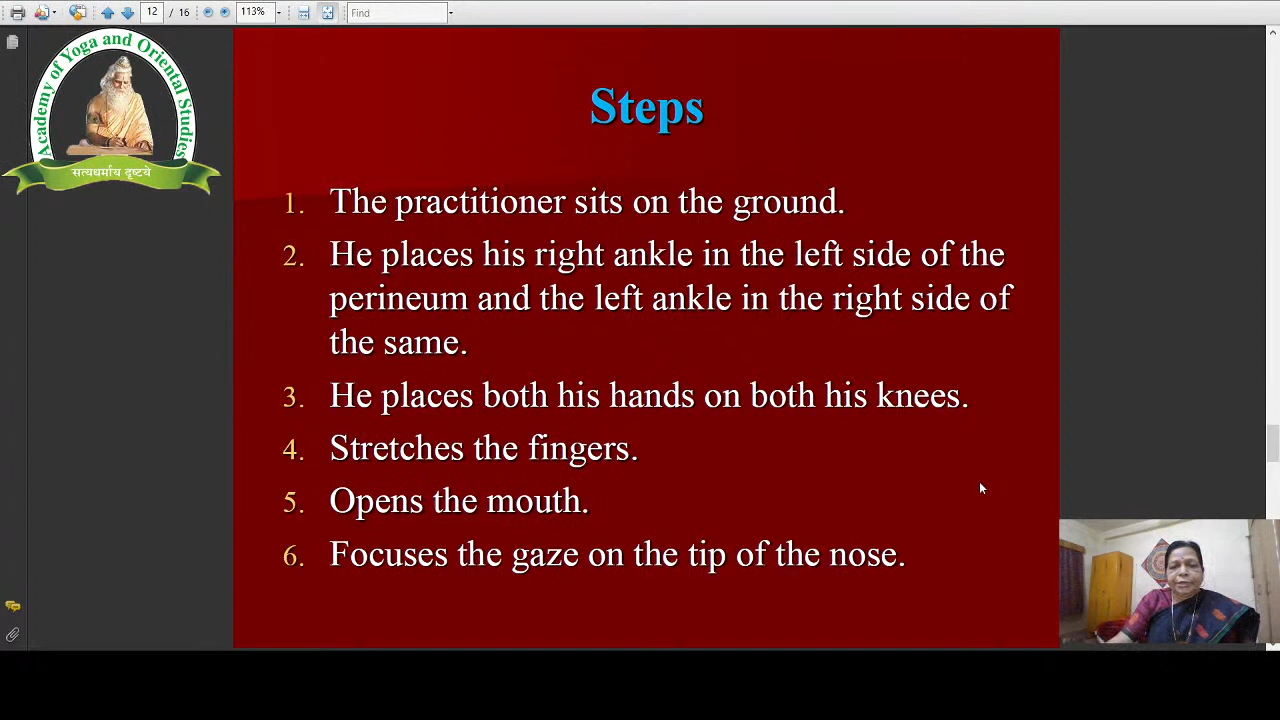 12 / 16 113% Find
Academy of Yoga and Oriental Studies
सत्यधर्माय दृष्टये
Steps
1. The practitioner sits on the ground.
2. He places his right ankle in the left side of the
perineum and the left ankle in the right side of
the same.
3. He places both his hands on both his knees.
4. Stretches the fingers.
5. Opens the mouth.
6. Focuses the gaze on the tip of the nose.